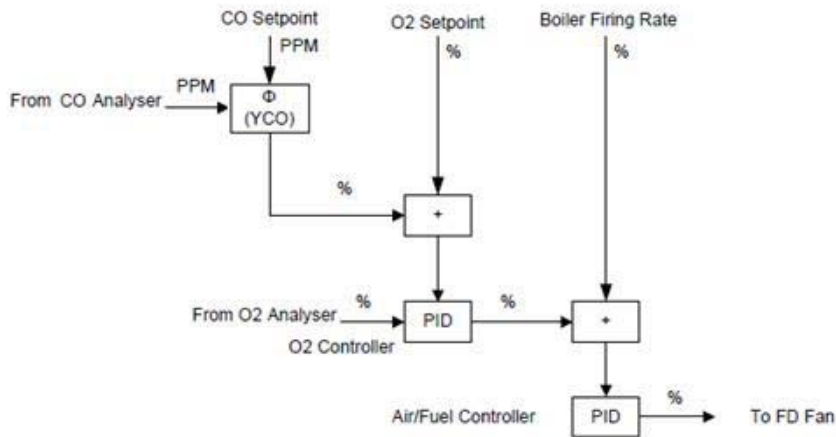 CO Setpoint
O2 Setpoint
Boiler Firing Rate
PPM
%
%
PPM
From CO Analyser
Φ
(YCO)
%
+
%
%
From O2 Analyser
PID
+
O2 Controller
%
Air/Fuel Controller
PID
To FD Fan